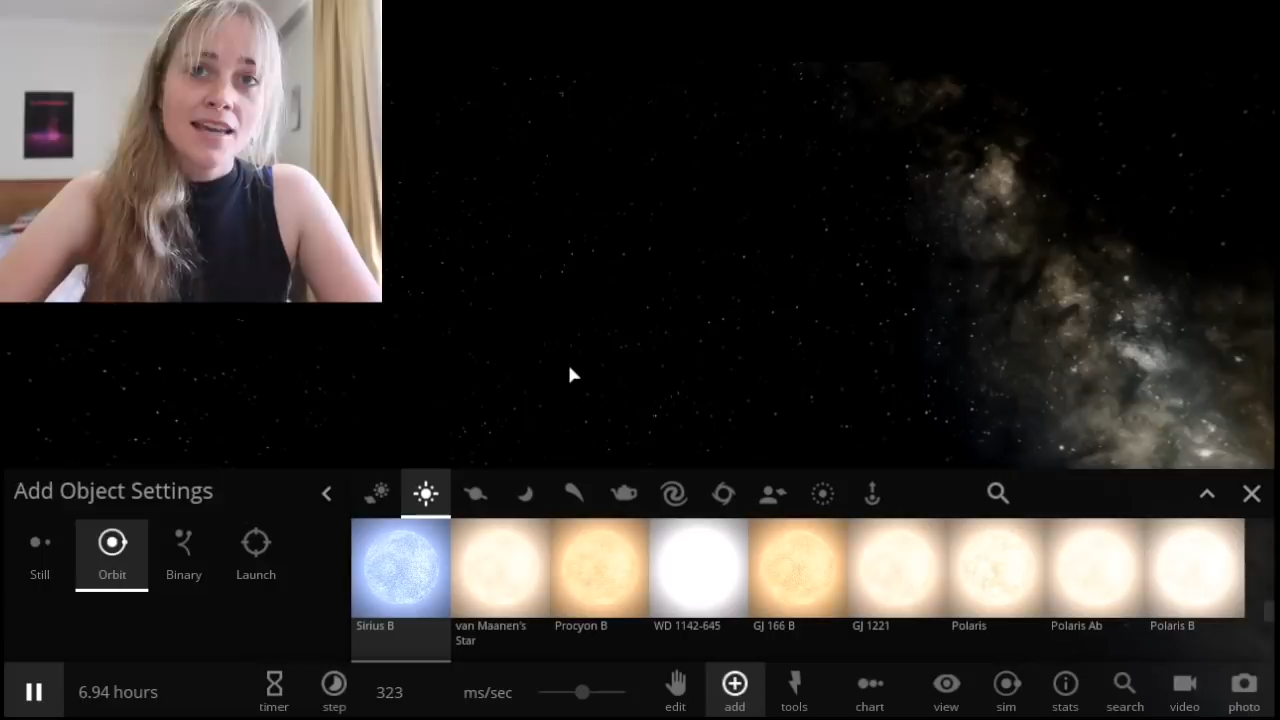 Add Object Settings
Still
Orbit
Binary
Launch
Sirius B
van Maanen's
Star
Procyon B
WD 1142-645
GJ 166 B
GJ 1221
Polaris
Polaris Ab
Polaris B
6.94 hours
timer
step
323
ms/sec
edit
add
tools
chart
view
sim
stats
search
video
photo